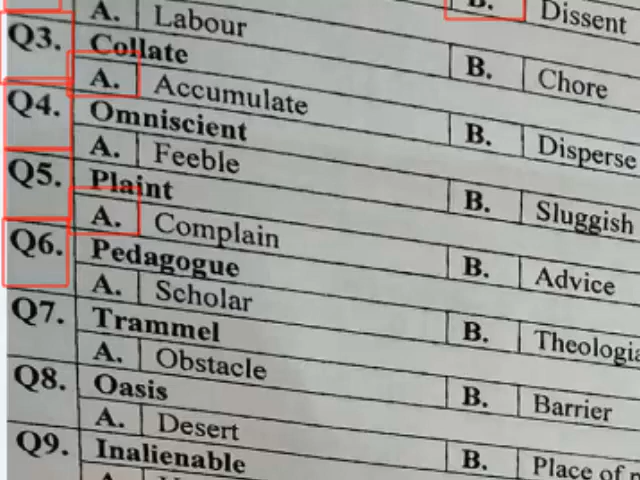 A. Labour B. Dissent
Q3. Collate
A. Accumulate B. Chore
Q4. Omniscient
A. Feeble B. Disperse
Q5. Plaint
A. Complain B. Sluggish
Q6. Pedagogue
A. Scholar B. Advice
Q7. Trammel
A. Obstacle B.
Q8. Oasis
A. Desert B. Barrier
Q9. Inalienable
B. Place of